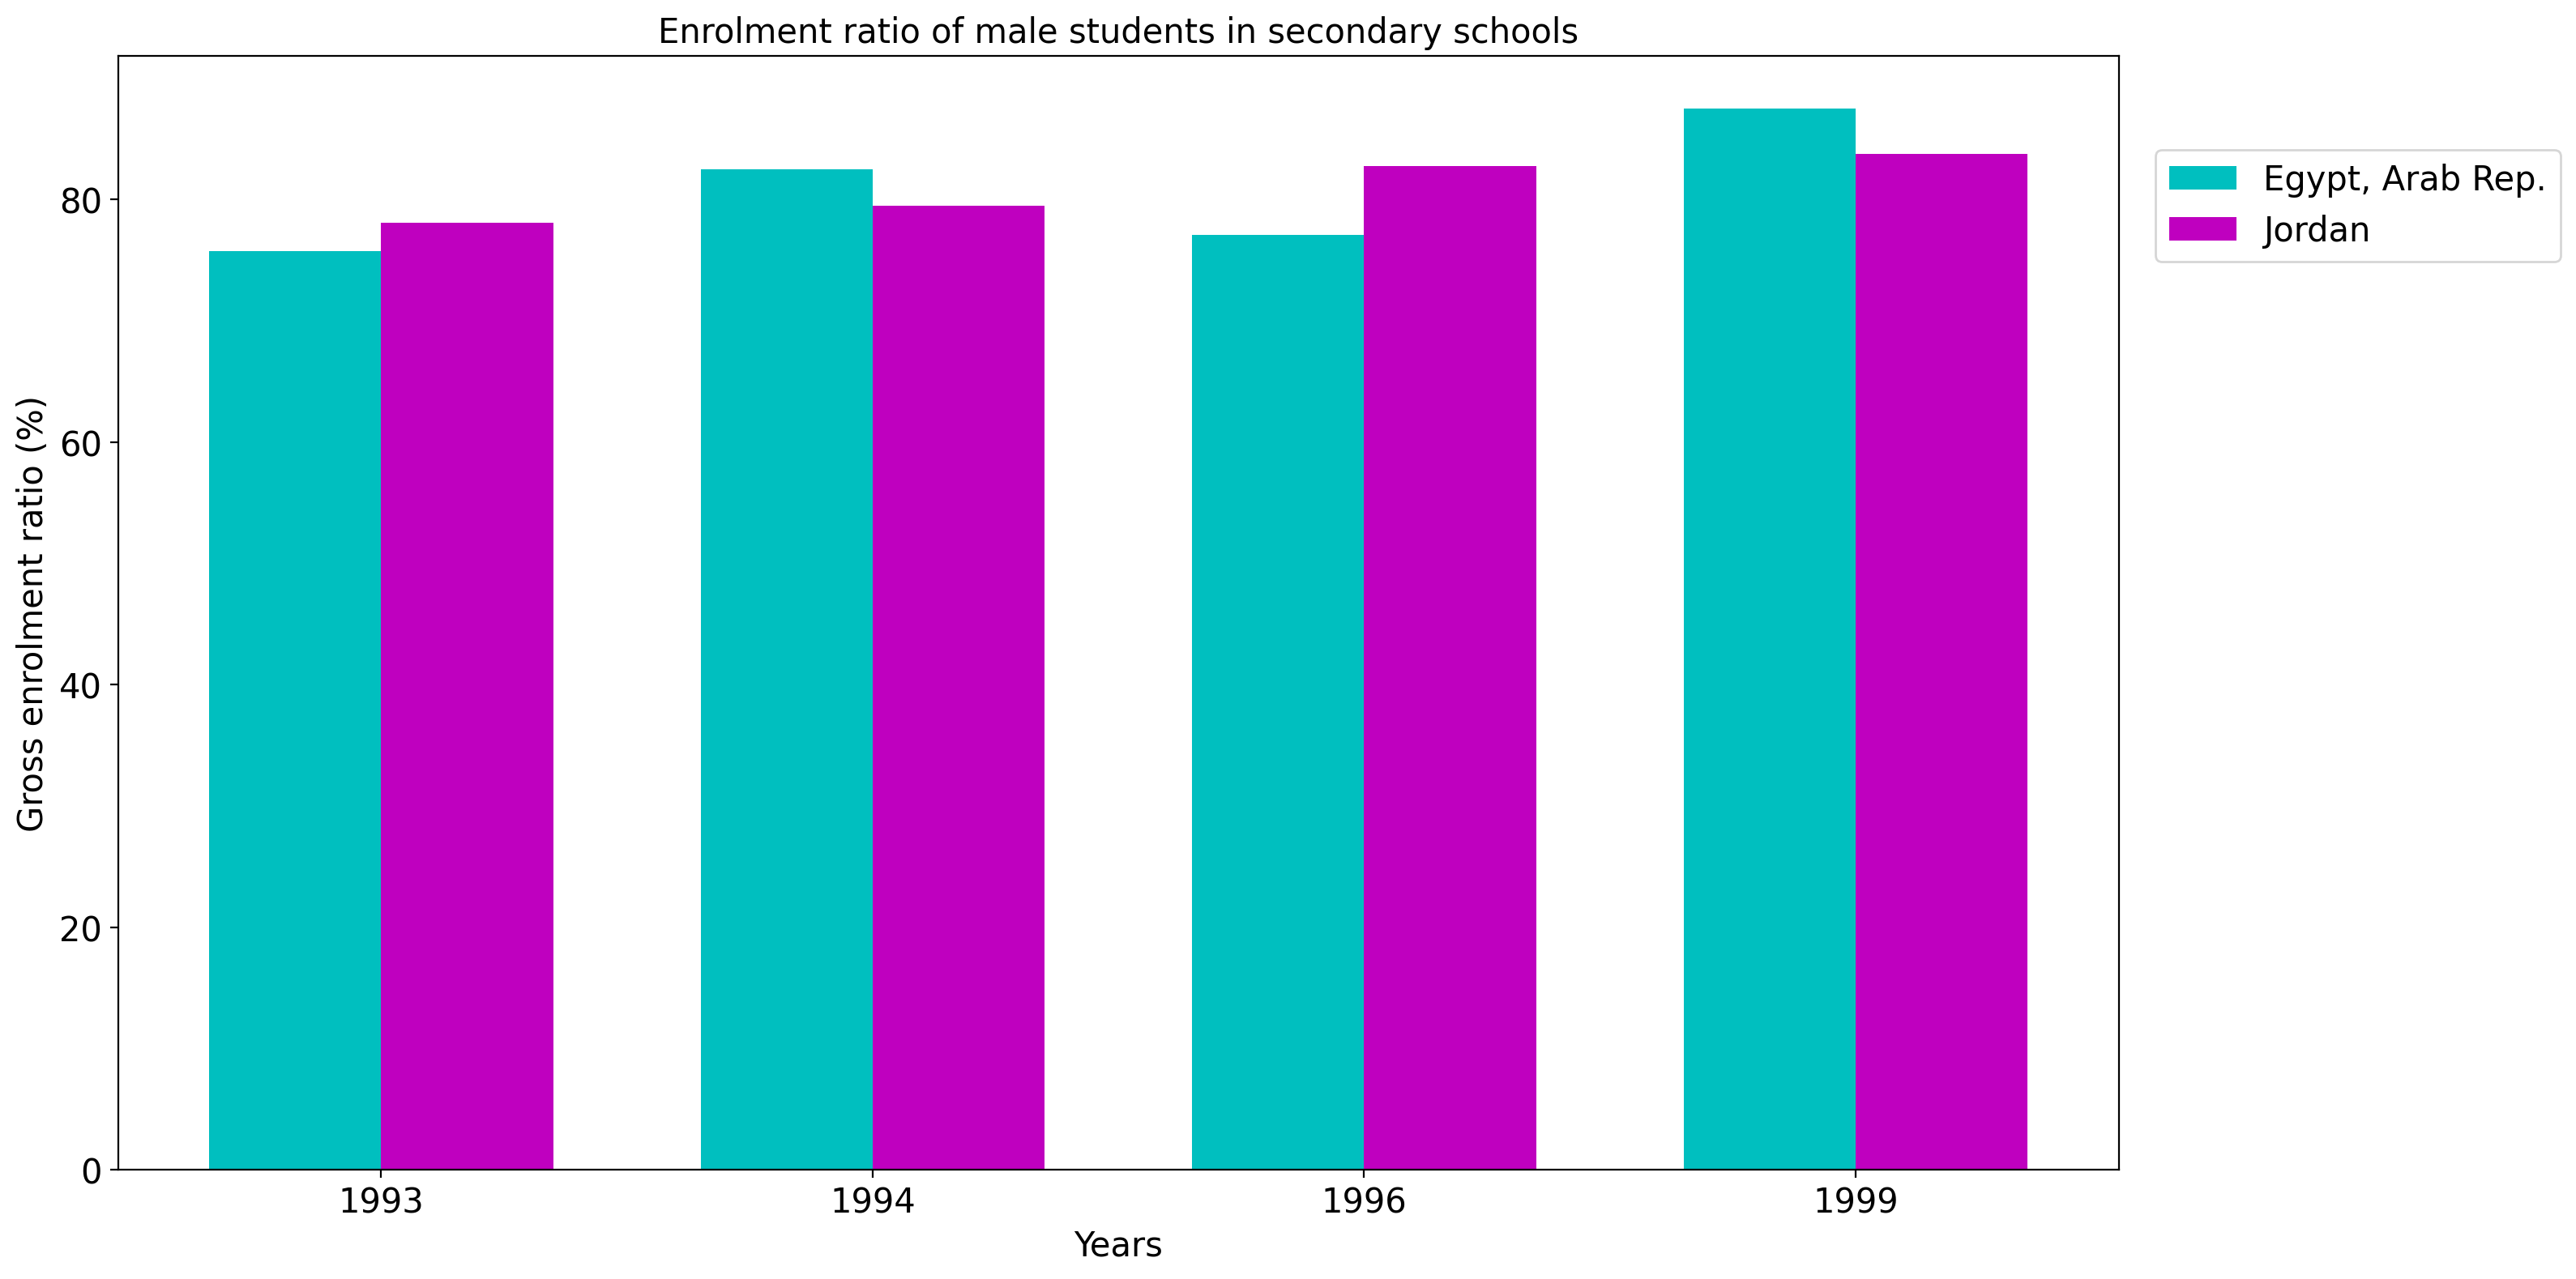 Enrolment ratio of male students in secondary schools
Gross enrolment ratio (%)
80
60
40
20
0
1993 1994 1996 1999
Years
Egypt, Arab Rep.
Jordan